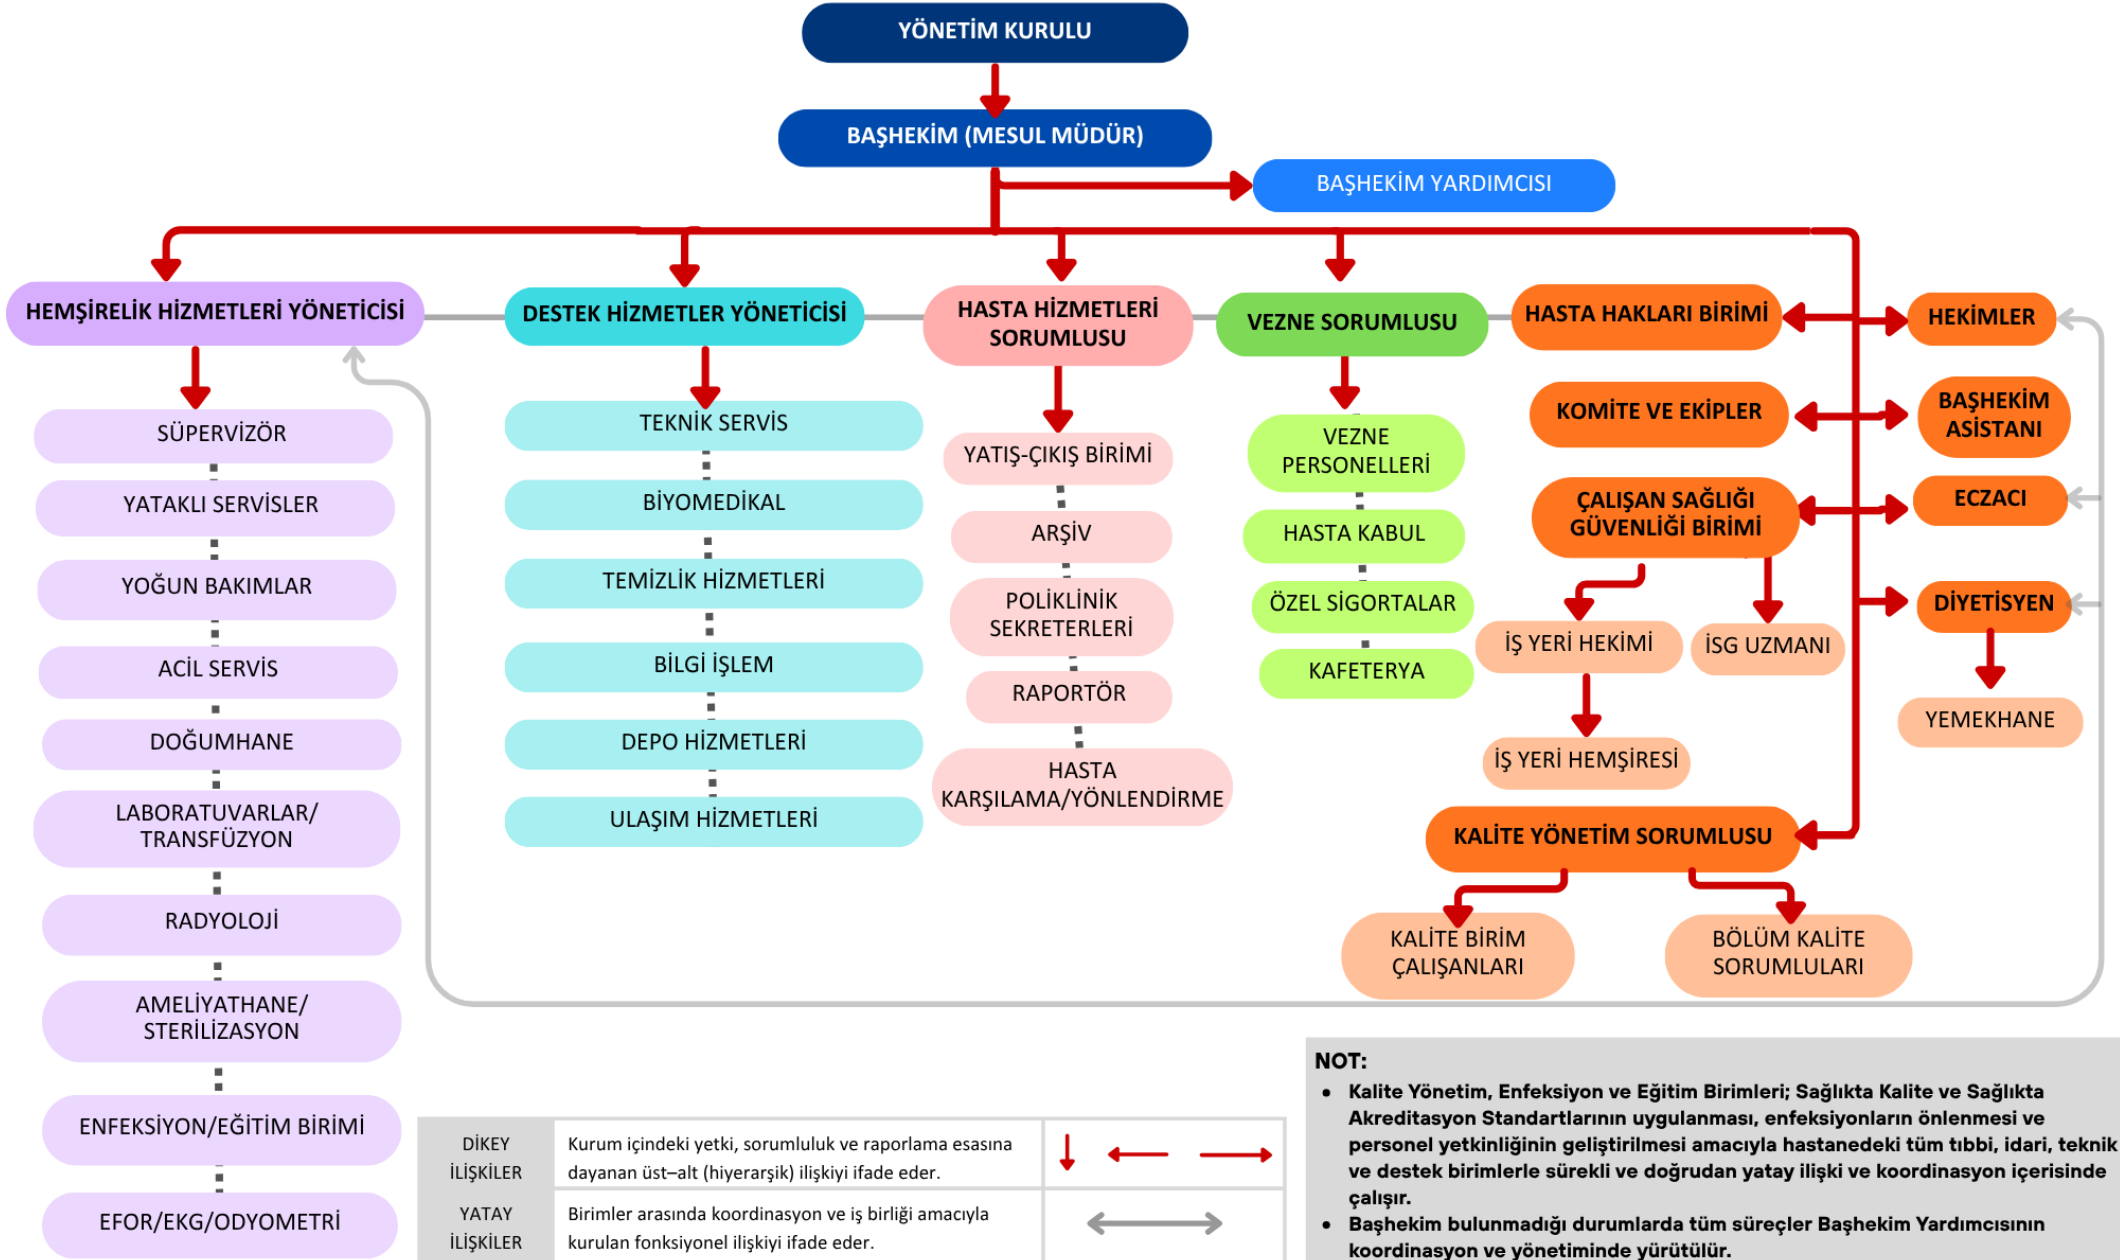 YÖNETİM KURULU
BAŞHEKİM (MESUL MÜDÜR)
BAŞHEKİM YARDIMCISI
HEMŞİRELİK HİZMETLERİ YÖNETİCİSİ
SÜPERVİZÖR
YATAKLI SERVİSLER
YOĞUN BAKIMLAR
ACİL SERVİS
DOĞUMHANE
LABORATUVARLAR/
TRANSFÜZYON
RADYOLOJİ
AMELİYATHANE/
STERİLİZASYON
ENFEKSİYON/EĞİTİM BİRİMİ
EFOR/EKG/ODYOMETRİ
DESTEK HİZMETLER YÖNETİCİSİ
TEKNİK SERVİS
BİYOMEDİKAL
TEMİZLİK HİZMETLERİ
BİLGİ İŞLEM
DEPO HİZMETLERİ
ULAŞIM HİZMETLERİ
HASTA HİZMETLERİ
SORUMLUSU
YATIŞ-ÇIKIŞ BİRİMİ
ARŞİV
POLİKLİNİK
SEKRETERLERİ
RAPORTÖR
HASTA
KARŞILAMA/YÖNLENDİRME
VEZNE SORUMLUSU
VEZNE
PERSONELLERİ
HASTA KABUL
ÖZEL SİGORTALAR
KAFETERYA
HASTA HAKLARI BİRİMİ
KOMİTE VE EKİPLER
ÇALIŞAN SAĞLIĞI
GÜVENLİĞİ BİRİMİ
İŞ YERİ HEKİMİ
İSG UZMANI
İŞ YERİ HEMŞİRESİ
HEKİMLER
BAŞHEKİM
ASİSTANI
ECZACI
DİYETİSYEN
YEMEKHANE
KALİTE YÖNETİM SORUMLUSU
KALİTE BİRİM
ÇALIŞANLARI
BÖLÜM KALİTE
SORUMLULARI
DİKEY
İLİŞKİLER
Kurum içindeki yetki, sorumluluk ve raporlama esasına
dayanan üst–alt (hiyerarşik) ilişkiyi ifade eder.
YATAY
İLİŞKİLER
Birimler arasında koordinasyon ve iş birliği amacıyla
kurulan fonksiyonel ilişkiyi ifade eder.
NOT:
• Kalite Yönetim, Enfeksiyon ve Eğitim Birimleri; Sağlıkta Kalite ve Sağlıkta
Akreditasyon Standartlarının uygulanması, enfeksiyonların önlenmesi ve
personel yetkinliğinin geliştirilmesi amacıyla hastanedeki tüm tıbbi, idari, teknik
ve destek birimlerle sürekli ve doğrudan yatay ilişki ve koordinasyon içerisinde
çalışır.
• Başhekim bulunmadığı durumlarda tüm süreçler Başhekim Yardımcısının
koordinasyon ve yönetiminde yürütülür.